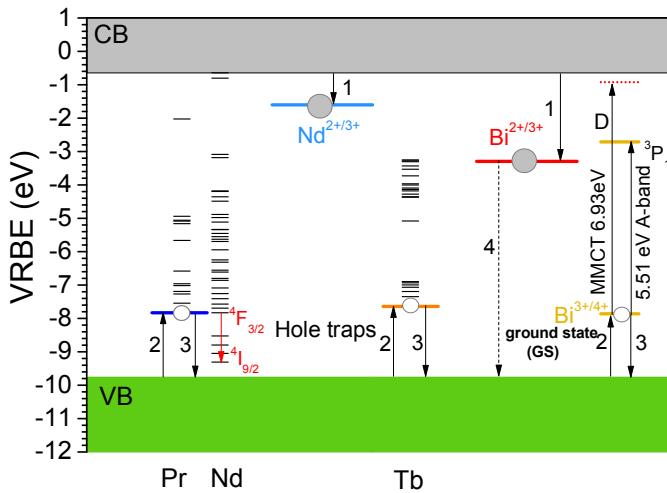 1
0
-1
-2
-3
-4
-5
-6
-7
-8
-9
-10
-11
-12
VRBE (eV)
CB
VB
1
Nd2+/3+
Bi2+/3+
1
D
MMCT 6.93eV
3P1
5.51 eV A-band
4
Bi3+/4+
4F3/2
Hole traps
ground state
(GS)
2
3
4I9/2
2
3
2
3
Pr
Nd
Tb